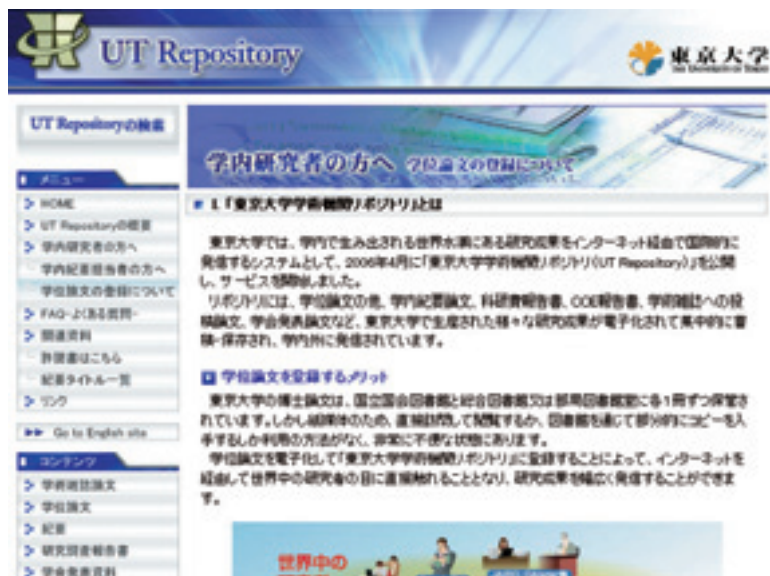 UT Repository
東京大学
THE UNIVERSITY OF TOKYO
UT Repositoryの検索
学内研究者の方へ 学位論文の登録について
メニュー
HOME
UT Repositoryの概要
学内研究者の方へ
学内紀要担当者の方へ
学位論文の登録について
FAQ-よくある質問-
関連資料
許諾書はこちら
紀要タイトル一覧
リンク
Go to English site
コンテンツ
学術雑誌論文
学位論文
紀要
研究調査報告書
学会発表資料
1.「東京大学学術機関リポジトリ」とは
東京大学では、学内で生み出される世界水準にある研究成果をインターネット経由で国際的に
発信するシステムとして、2006年4月に「東京大学学術機関リポジトリ(UT Repository)」を公開
し、サービスを開始しました。
リポジトリには、学位論文の他、学内紀要論文、科研費報告書、COE報告書、学術雑誌への投
稿論文、学会発表論文など、東京大学で生産された様々な研究成果が電子化されて集中的に蓄
積・保存され、学内外に発信されています。
学位論文を登録するメリット
東京大学の博士論文は、国立国会図書館と総合図書館又は部局図書館室に各1冊ずつ保管さ
れています。しかし紙媒体のため、直接訪問して閲覧するか、図書館を通じて部分的にコピーを入
手するしか利用の方法がなく、非常に不便な状態にあります。
学位論文を電子化して「東京大学学術機関リポジトリ」に登録することによって、インターネットを
経由して世界中の研究者の目に直接触れることとなり、研究成果を幅広く発信することができま
す。
世界中の